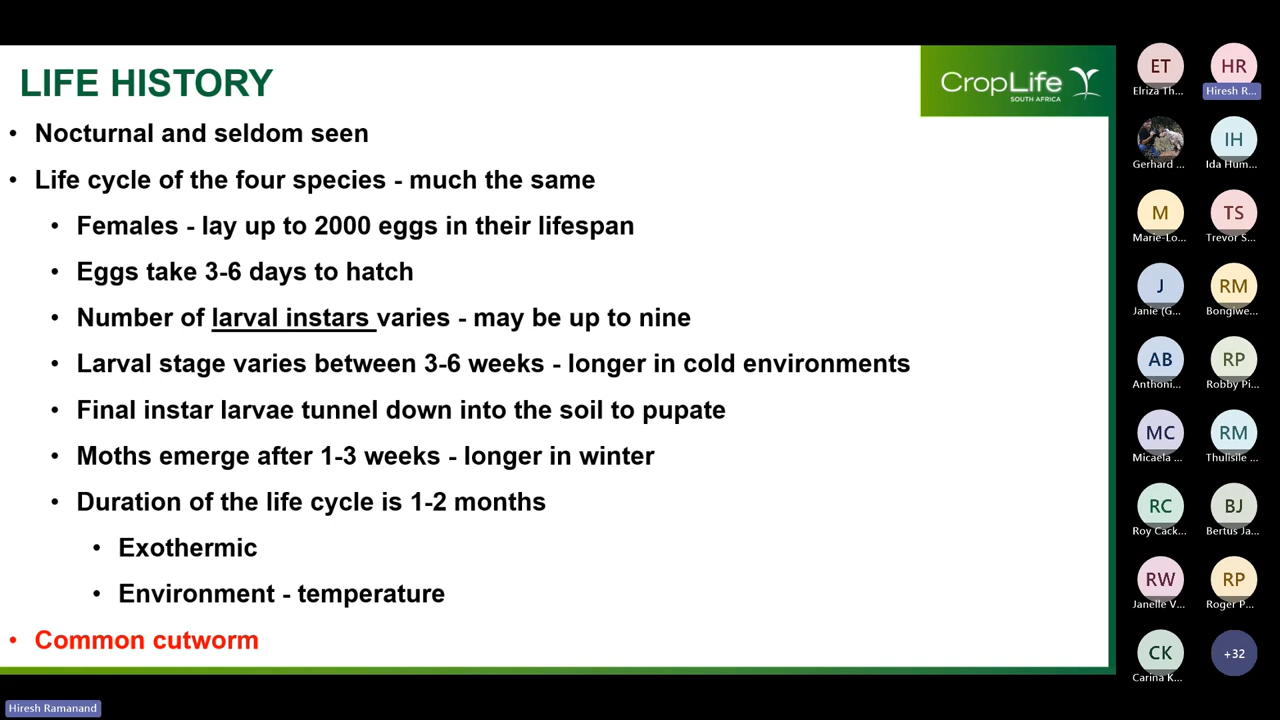 LIFE HISTORY
CropLife
SOUTH AFRICA
• Nocturnal and seldom seen
• Life cycle of the four species - much the same
• Females - lay up to 2000 eggs in their lifespan
• Eggs take 3-6 days to hatch
• Number of larval instars varies - may be up to nine
• Larval stage varies between 3-6 weeks - longer in cold environments
• Final instar larvae tunnel down into the soil to pupate
• Moths emerge after 1-3 weeks - longer in winter
• Duration of the life cycle is 1-2 months
• Exothermic
• Environment - temperature
• Common cutworm
ET HR
Elriza Th... Hiresh R...
IH
Gerhard ... Ida Hum...
M TS
Marie-Lo... Trevor S...
J RM
Janie (G... Bongiwe...
AB RP
Anthoni... Robby Pi...
MC RM
Micaela ... Thulisile ...
RC BJ
Roy Cack... Bertus Ja...
RW RP
Janelle V... Roger P...
CK +32
Carina K...
Hiresh Ramanand